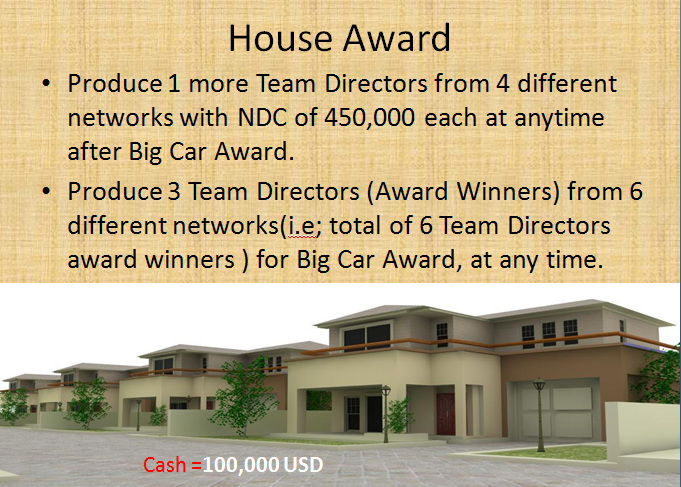 House Award
• Produce 1 more Team Directors from 4 different
networks with NDC of 450,000 each at anytime
after Big Car Award.
• Produce 3 Team Directors (Award Winners) from 6
different networks(i.e; total of 6 Team Directors
award winners ) for Big Car Award, at any time.
Cash =100,000 USD